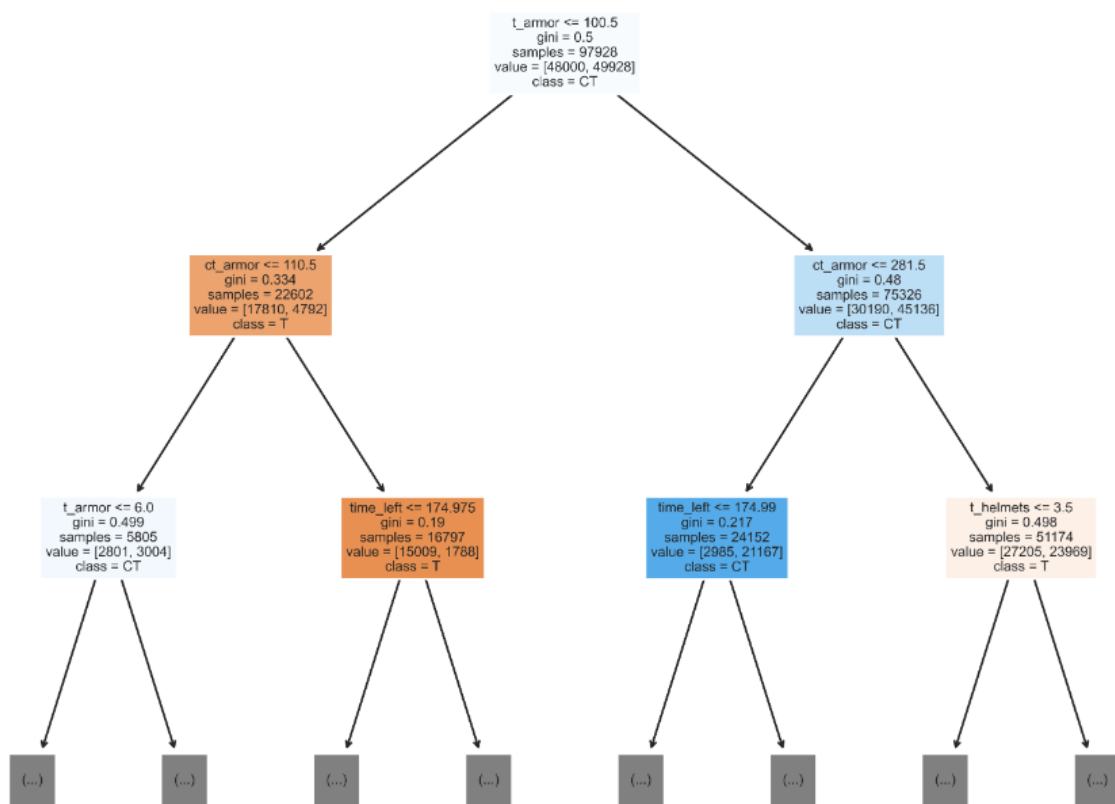 t_armor <= 100.5
gini = 0.5
samples = 97928
value = [48000, 49928]
class = CT
ct_armor <= 110.5
gini = 0.334
samples = 22602
value = [17810, 4792]
class = T
ct_armor <= 281.5
gini = 0.48
samples = 75326
value = [30190, 45136]
class = CT
t_armor <= 6.0
gini = 0.499
samples = 5805
value = [2801, 3004]
class = CT
time_left <= 174.975
gini = 0.19
samples = 16797
value = [15009, 1788]
class = T
time_left <= 174.99
gini = 0.217
samples = 24152
value = [2985, 21167]
class = CT
t_helmets <= 3.5
gini = 0.498
samples = 51174
value = [27205, 23969]
class = T
(...)
(...)
(...)
(...)
(...)
(...)
(...)
(...)